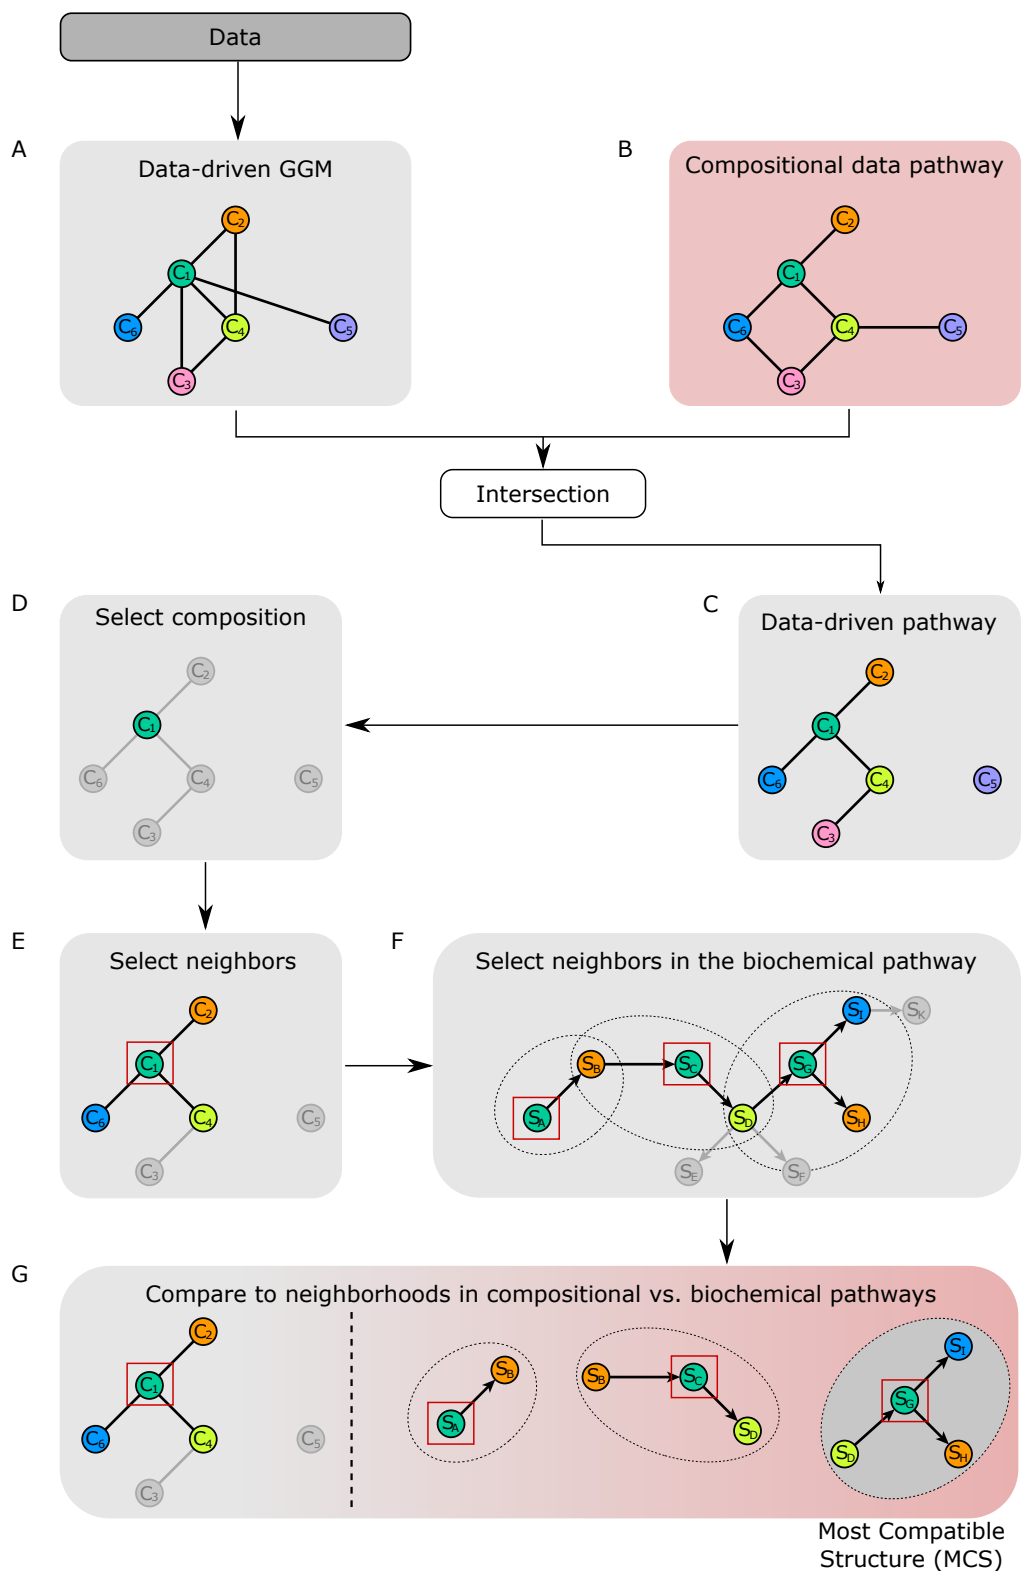 Data
A
Data-driven GGM
C2
C1
C6
C4
C5
C3
B
Compositional data pathway
C2
C1
C6
C4
C5
C3
Intersection
D
Select composition
C2
C1
C6
C4
C5
C3
C
Data-driven pathway
C2
C1
C6
C4
C5
C3
E
Select neighbors
C2
C1
C6
C4
C5
C3
F
Select neighbors in the biochemical pathway
SI
SK
SB
SC
SG
SA
SD
SH
SE
SF
G
Compare to neighborhoods in compositional vs. biochemical pathways
C2
C1
C6
C4
C5
C3
SB
SA
SB
SC
SD
SI
SG
SD
SH
Most Compatible
Structure (MCS)